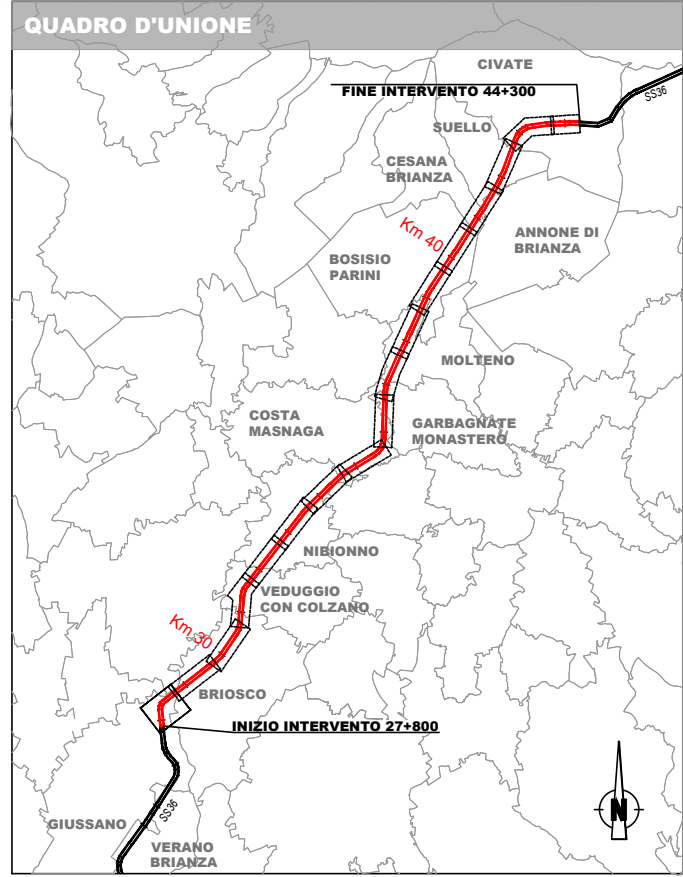 QUADRO D'UNIONE
CIVATE
FINE INTERVENTO 44+300
SS36
SUELLO
CESANA
BRIANZA
Km 40
ANNONE DI
BRIANZA
BOSISIO
PARINI
MOLTENO
COSTA
MASNAGA
GARBAGNATE
MONASTERO
NIBIONNO
VEDUGGIO
CON COLZANO
Km 30
BRIOSCO
INIZIO INTERVENTO 27+800
SS36
GIUSSANO
VERANO
BRIANZA
N